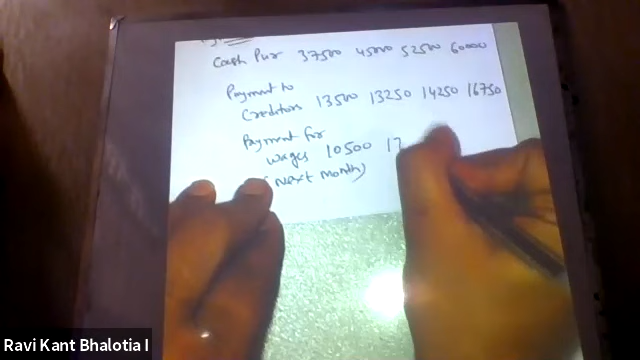 Cash Pur 37500 45000 52500 60000
Payment to
Creditors 13500 13250 14250 16750
Payment for
wages 10500 12
(Next Month)
Ravi Kant Bhalotia I